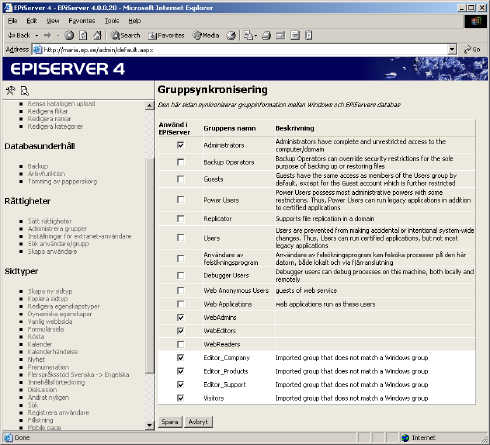 EPiServer 4 - EPiServer 4.0.0.20 - Microsoft Internet Explorer
File Edit View Favorites Tools Help
Back Search Favorites Media
Address http://maria.ep.se/admin/default.aspx Go
EPISERVER 4
Rensa katalogen upload
Redigera flikar
Redigera ramar
Redigera kategorier
Databasunderhåll
Backup
Arkivfunktion
Tömning av papperskorg
Rättigheter
Sätt rättigheter
Administrera grupper
Inställningar för extranet-användare
Sök användare/grupp
Skapa användare
Sidtyper
Skapa ny sidtyp
Kopiera sidtyp
Redigera egenskapstyper
Dynamiska egenskaper
Vanlig webbsida
Formulärsida
Rösta
Kalender
Kalenderhändelse
Nyhet
Prenumeration
Flerspråksstöd Svenska -> Engelska
Innehållsförteckning
Diskussion
Ändrat nyligen
Sök
Registrera användare
Fillistning
Mobile page
Gruppsynkronisering
Den här sidan synkroniserar gruppinformation mellan Windows och EPiServers databas
Använd i EPiServer Gruppens namn Beskrivning
Administrators Administrators have complete and unrestricted access to the computer/domain
Backup Operators Backup Operators can override security restrictions for the sole purpose of backing up or restoring files
Guests Guests have the same access as members of the Users group by default, except for the Guest account which is further restricted
Power Users Power Users possess most administrative powers with some restrictions. Thus, Power Users can run legacy applications in addition to certified applications
Replicator Supports file replication in a domain
Users Users are prevented from making accidental or intentional system-wide changes. Thus, Users can run certified applications, but not most legacy applications
Användare av felsökningsprogram Användare av felsökningsprogram kan felsöka processer på den här datorn, både lokalt och via fjärranslutning
Debugger Users Debugger users can debug processes on this machine, both locally and remotely
Web Anonymous Users guests of web service
Web Applications web applications run as these users
WebAdmins
WebEditors
WebReaders
Editor_Company Imported group that does not match a Windows group
Editor_Products Imported group that does not match a Windows group
Editor_Support Imported group that does not match a Windows group
Visitors Imported group that does not match a Windows group
Spara Avbryt
Done Internet